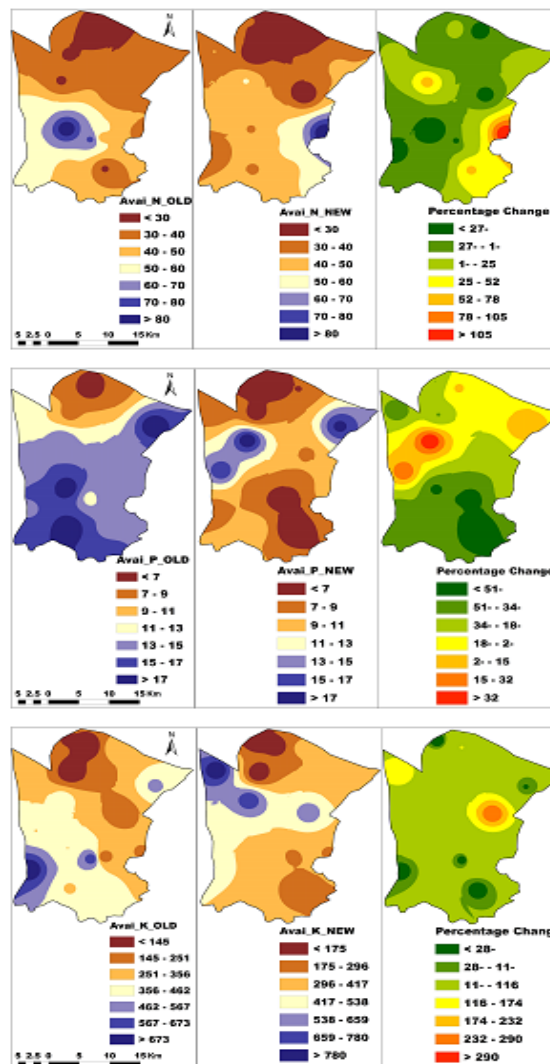 N
Avai_N_OLD
< 30
30 - 40
40 - 50
50 - 60
60 - 70
70 - 80
> 80
5 2.5 0 5 10 15 Km
Avai_N_NEW
< 30
30 - 40
40 - 50
50 - 60
60 - 70
70 - 80
> 80
Percentage Change
< 27-
27- - 1-
1- - 25
25 - 52
52 - 78
78 - 105
> 105
N
Avai_P_OLD
< 7
7 - 9
9 - 11
11 - 13
13 - 15
15 - 17
> 17
5 2.5 0 5 10 15 Km
Avai_P_NEW
< 7
7 - 9
9 - 11
11 - 13
13 - 15
15 - 17
> 17
Percentage Chang
< 51-
51- - 34-
34- - 18-
18- - 2-
2- - 15
15 - 32
> 32
N
Avai_K_OLD
< 145
145 - 251
251 - 356
356 - 462
462 - 567
567 - 673
> 673
5 2.5 0 5 10 15 Km
Avai_K_NEW
< 175
175 - 296
296 - 417
417 - 538
538 - 659
659 - 780
> 780
Percentage Chang
< 28-
28- - 11-
11- - 116
116 - 174
174 - 232
232 - 290
> 290